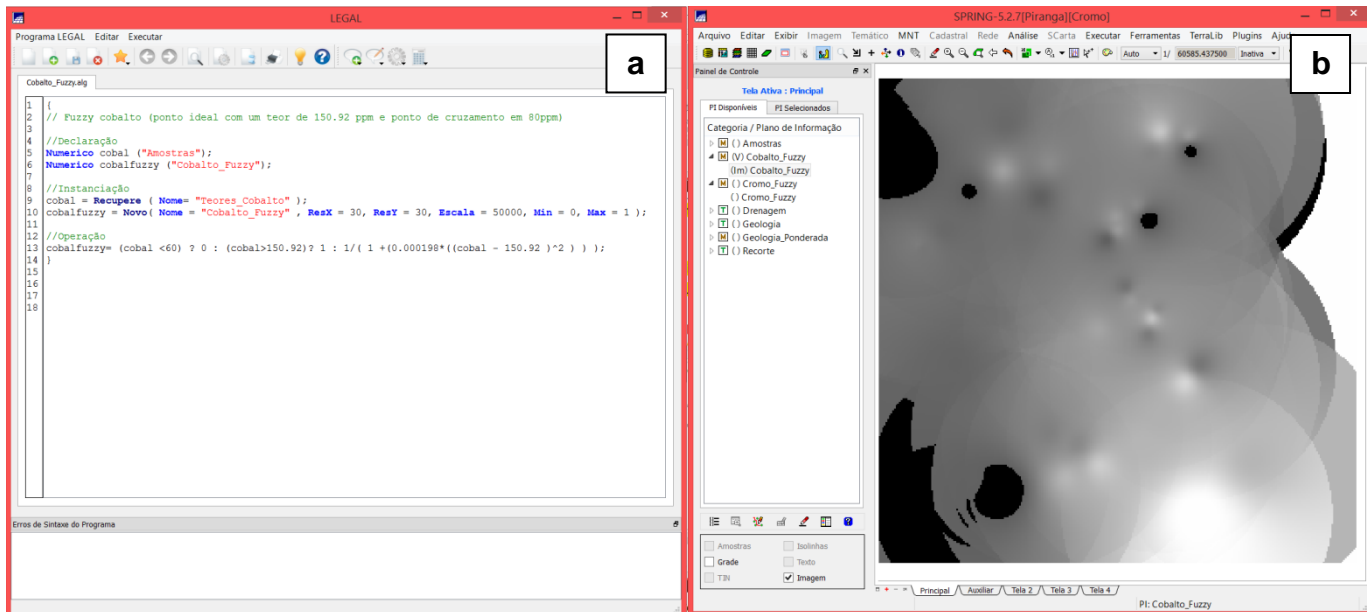 LEGAL
Programa LEGAL Editar Executar
a
Cobalto_Fuzzy.alg
1 {
2 // Fuzzy cobalto (ponto ideal com um teor de 150.92 ppm e ponto de cruzamento em 80ppm)
3
4 //Declaração
5 Numerico cobal ("Amostras");
6 Numerico cobalfuzzy ("Cobalto_Fuzzy");
7
8 //Instanciação
9 cobal = Recupere ( Nome= "Teores_Cobalto" );
10 cobalfuzzy = Novo( Nome = "Cobalto_Fuzzy" , ResX = 30, ResY = 30, Escala = 50000, Min = 0, Max = 1 );
11
12 //Operação
13 cobalfuzzy= (cobal <60) ? 0 : (cobal>150.92)? 1 : 1/( 1 +(0.000198*((cobal - 150.92 )^2 ) ) );
14 }
15
16
17
18
Erros de Sintaxe do Programa
SPRING-5.2.7[Piranga][Cromo]
Arquivo Editar Exibir Imagem Temático MNT Cadastral Rede Análise SCarta Executar Ferramentas TerraLib Plugins Ajud
Auto 1/ 60585.437500 Inativa
b
Painel de Controle
Tela Ativa : Principal
PI Disponíveis PI Selecionados
Categoria / Plano de Informação
M () Amostras
M (V) Cobalto_Fuzzy
(Im) Cobalto_Fuzzy
M () Cromo_Fuzzy
() Cromo_Fuzzy
T () Drenagem
T () Geologia
M () Geologia_Ponderada
T () Recorte
Amostras Isolinhas
Grade Texto
TIN Imagem
Principal Auxiliar Tela 2 Tela 3 Tela 4
PI: Cobalto_Fuzzy